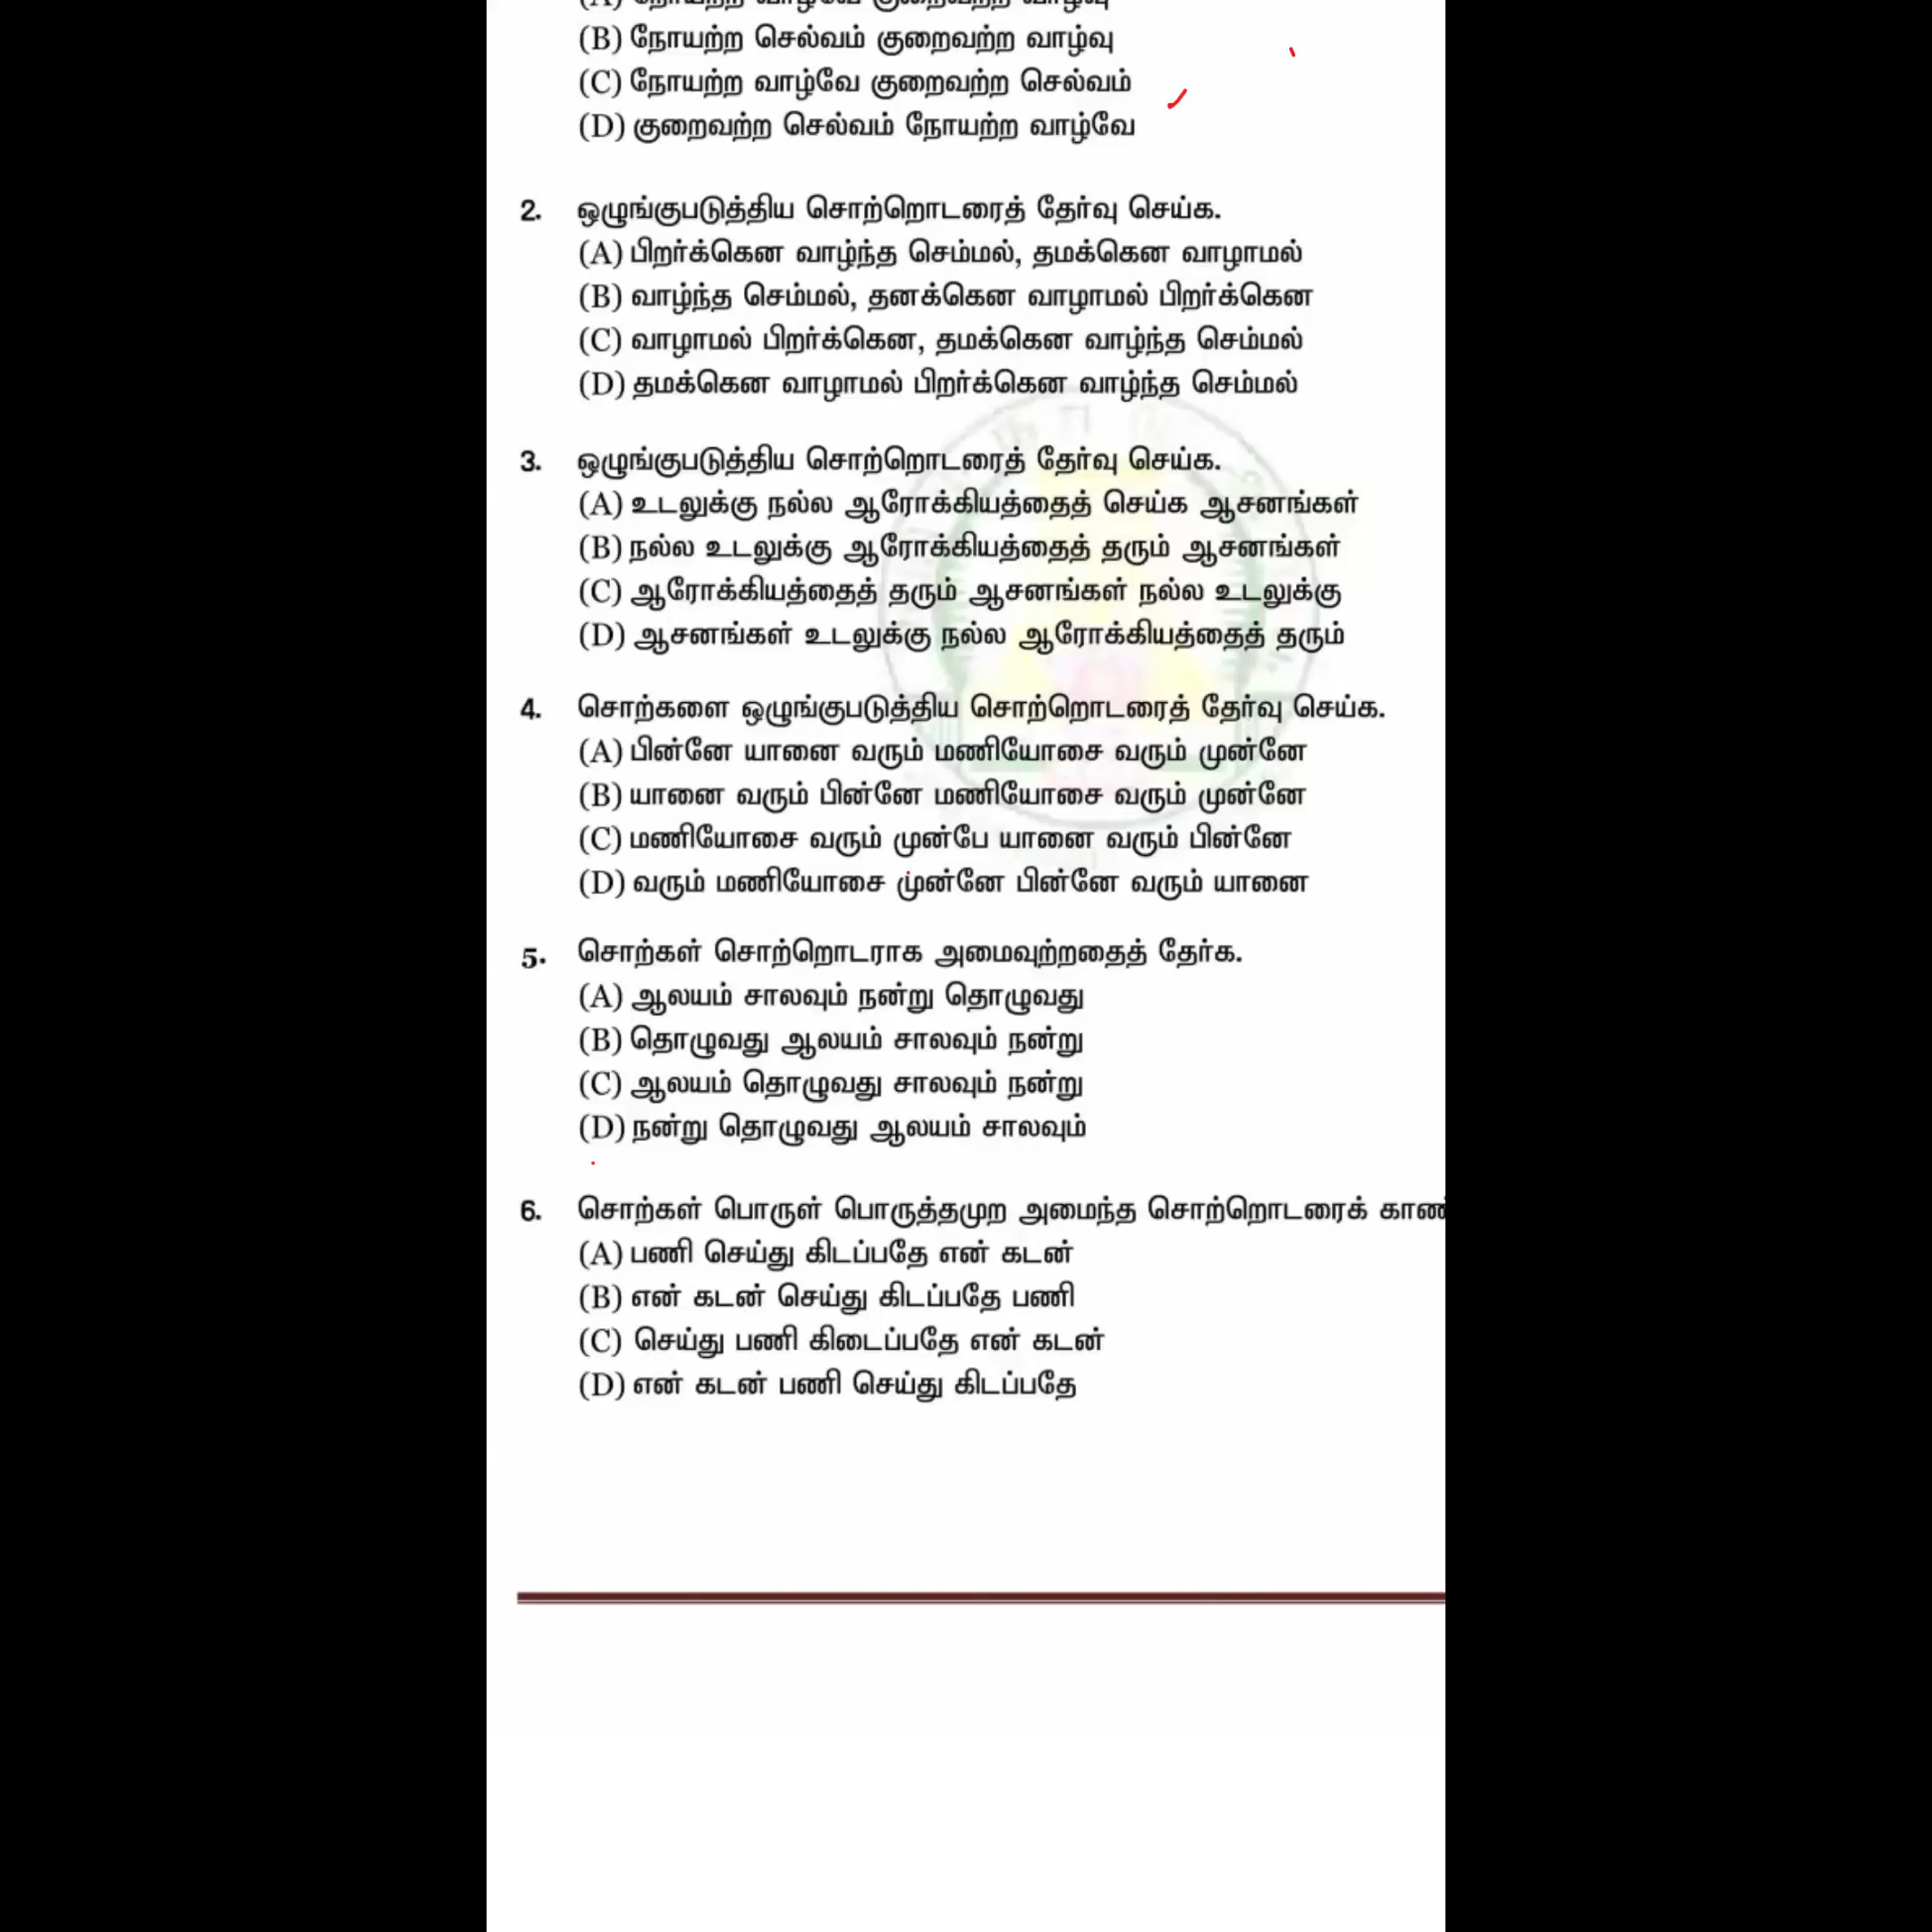 (A) நோயற்ற வாழ்வே குறைவற்ற வாழ்வு
(B) நோயற்ற செல்வம் குறைவற்ற வாழ்வு
(C) நோயற்ற வாழ்வே குறைவற்ற செல்வம்
(D) குறைவற்ற செல்வம் நோயற்ற வாழ்வே
2. ஒழுங்குபடுத்திய சொற்றொடரைத் தேர்வு செய்க.
(A) பிறர்க்கென வாழ்ந்த செம்மல், தமக்கென வாழாமல்
(B) வாழ்ந்த செம்மல், தனக்கென வாழாமல் பிறர்க்கென
(C) வாழாமல் பிறர்க்கென, தமக்கென வாழ்ந்த செம்மல்
(D) தமக்கென வாழாமல் பிறர்க்கென வாழ்ந்த செம்மல்
3. ஒழுங்குபடுத்திய சொற்றொடரைத் தேர்வு செய்க.
(A) உடலுக்கு நல்ல ஆரோக்கியத்தைத் செய்க ஆசனங்கள்
(B) நல்ல உடலுக்கு ஆரோக்கியத்தைத் தரும் ஆசனங்கள்
(C) ஆரோக்கியத்தைத் தரும் ஆசனங்கள் நல்ல உடலுக்கு
(D) ஆசனங்கள் உடலுக்கு நல்ல ஆரோக்கியத்தைத் தரும்
4. சொற்களை ஒழுங்குபடுத்திய சொற்றொடரைத் தேர்வு செய்க.
(A) பின்னே யானை வரும் மணியோசை வரும் முன்னே
(B) யானை வரும் பின்னே மணியோசை வரும் முன்னே
(C) மணியோசை வரும் முன்பே யானை வரும் பின்னே
(D) வரும் மணியோசை முன்னே பின்னே வரும் யானை
5. சொற்கள் சொற்றொடராக அமைவுற்றதைத் தேர்க.
(A) ஆலயம் சாலவும் நன்று தொழுவது
(B) தொழுவது ஆலயம் சாலவும் நன்று
(C) ஆலயம் தொழுவது சாலவும் நன்று
(D) நன்று தொழுவது ஆலயம் சாலவும்
6. சொற்கள் பொருள் பொருத்தமுற அமைந்த சொற்றொடரைக்
(A) பணி செய்து கிடப்பதே என் கடன்
(B) என் கடன் செய்து கிடப்பதே பணி
(C) செய்து பணி கிடைப்பதே என் கடன்
(D) என் கடன் பணி செய்து கிடப்பதே